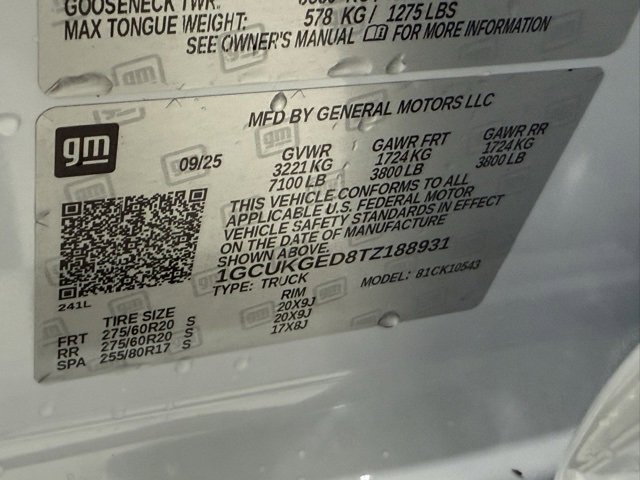 GOOSENECK TWR:
MAX TONGUE WEIGHT: 578 KG / 1275 LBS
SEE OWNER'S MANUAL FOR MORE INFORMATION
MFD BY GENERAL MOTORS LLC
gm
09/25
GVWR GAWR FRT GAWR RR
3221 KG 1724 KG 1724 KG
7100 LB 3800 LB 3800 LB
THIS VEHICLE CONFORMS TO ALL
APPLICABLE U.S. FEDERAL MOTOR
VEHICLE SAFETY STANDARDS IN EFFECT
ON THE DATE OF MANUFACTURE
SHOWN ABOVE.
1GCUKGED8TZ188931
TYPE: TRUCK MODEL: 81CK10543
241L
TIRE SIZE RIM
FRT 275/60R20 S 20X9J
RR 275/60R20 S 20X9J
SPA 255/80R17 S 17X8J